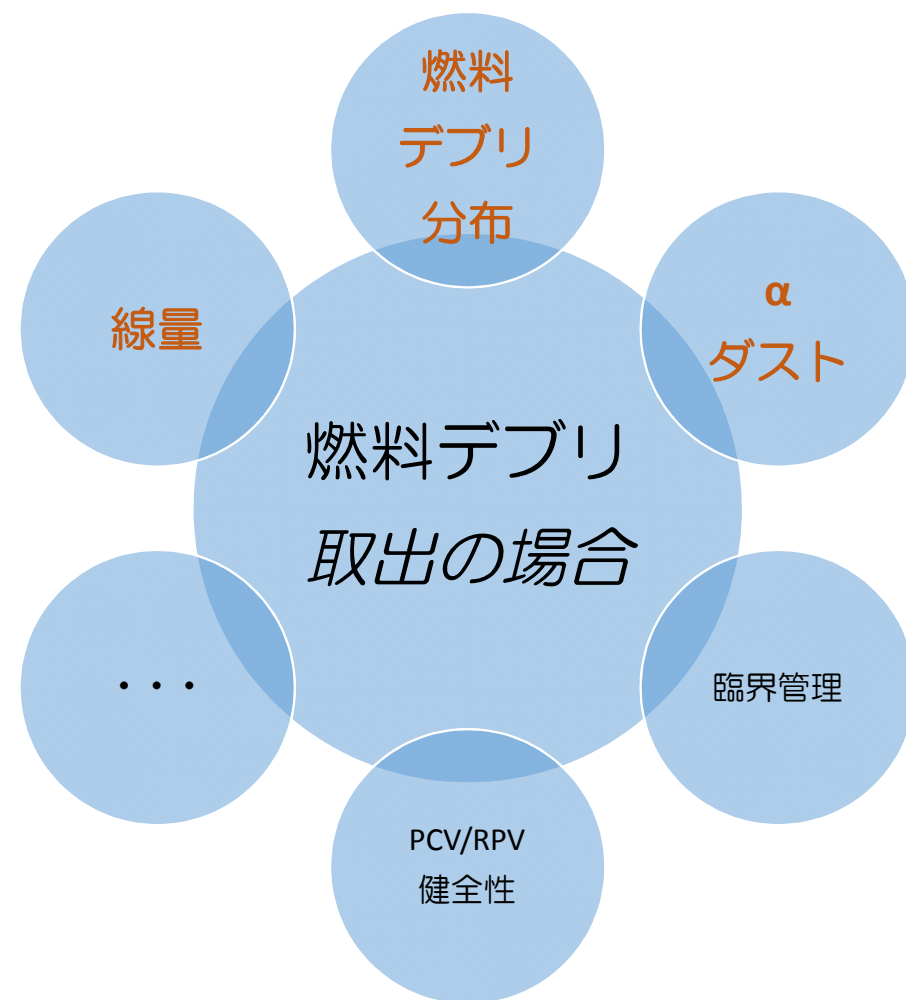 燃料
デブリ
分布
線量
α
ダスト
燃料デブリ
取出の場合
・・・
臨界管理
PCV/RPV
健全性